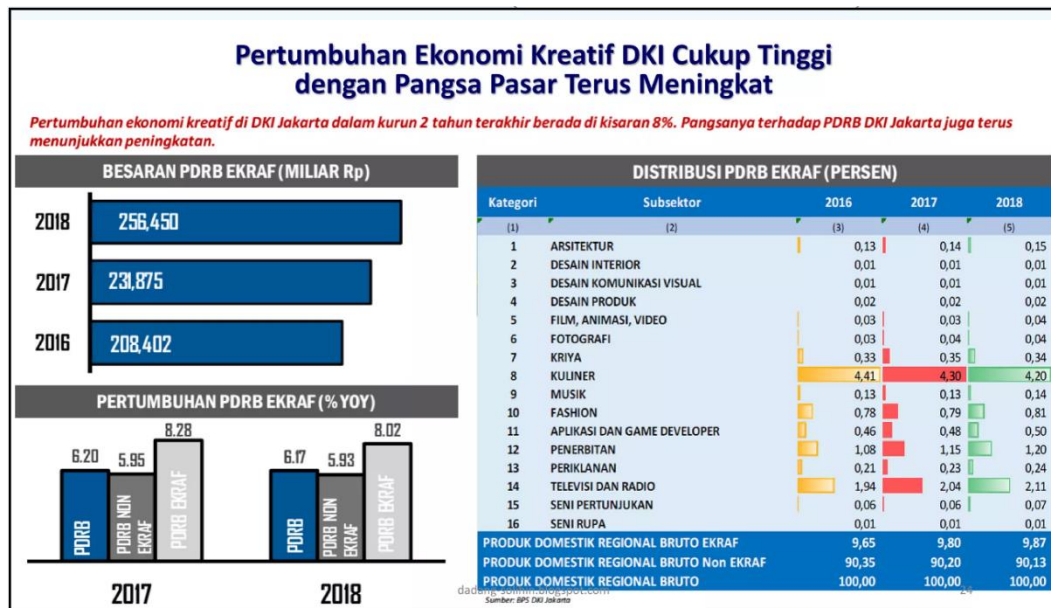 Pertumbuhan Ekonomi Kreatif DKI Cukup Tinggi
dengan Pangsa Pasar Terus Meningkat
Pertumbuhan ekonomi kreatif di DKI Jakarta dalam kurun 2 tahun terakhir berada di kisaran 8%. Pangsanya terhadap PDRB DKI Jakarta juga terus
menunjukkan peningkatan.
BESARAN PDRB EKRAF (MILIAR Rp)
2018 256,450
2017 231,875
2016 208,402
PERTUMBUHAN PDRB EKRAF (% YOY)
6.20 5.95 8.28 6.17 5.93 8.02
PDRB PDRB NON EKRAF PDRB EKRAF PDRB PDRB NON EKRAF PDRB EKRAF
2017 2018
DISTRIBUSI PDRB EKRAF (PERSEN)
Kategori Subsektor 2016 2017 2018
(1) (2) (3) (4) (5)
1 ARSITEKTUR 0,13 0,14 0,15
2 DESAIN INTERIOR 0,01 0,01 0,01
3 DESAIN KOMUNIKASI VISUAL 0,01 0,01 0,01
4 DESAIN PRODUK 0,02 0,02 0,02
5 FILM, ANIMASI, VIDEO 0,03 0,03 0,04
6 FOTOGRAFI 0,03 0,04 0,04
7 KRIYA 0,33 0,35 0,34
8 KULINER 4,41 4,30 4,20
9 MUSIK 0,13 0,13 0,14
10 FASHION 0,78 0,79 0,81
11 APLIKASI DAN GAME DEVELOPER 0,46 0,48 0,50
12 PENERBITAN 1,08 1,15 1,20
13 PERIKLANAN 0,21 0,23 0,24
14 TELEVISI DAN RADIO 1,94 2,04 2,11
15 SENI PERTUNJUKAN 0,06 0,06 0,07
16 SENI RUPA 0,01 0,01 0,01
PRODUK DOMESTIK REGIONAL BRUTO EKRAF 9,65 9,80 9,87
PRODUK DOMESTIK REGIONAL BRUTO Non EKRAF 90,35 90,20 90,13
PRODUK DOMESTIK REGIONAL BRUTO 100,00 100,00 100,00
dadang-solihin.blogspot.com 24
Sumber: BPS DKI Jakarta